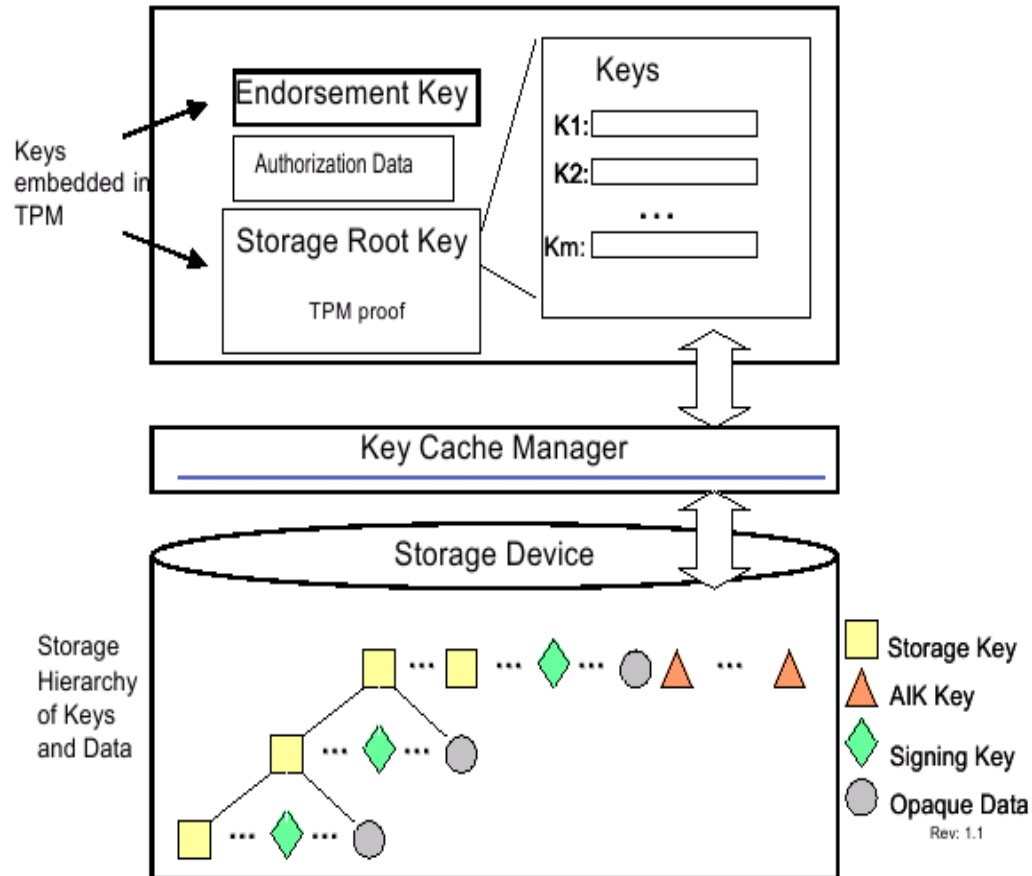 Keys
embedded in
TPM
Endorsement Key
Authorization Data
Storage Root Key
TPM proof
Keys
K1:
K2:
...
Km:
Key Cache Manager
Storage Device
Storage
Hierarchy
of Keys
and Data
... ... ... ...
... ...
... ...
Storage Key
AIK Key
Signing Key
Opaque Data
Rev: 1.1